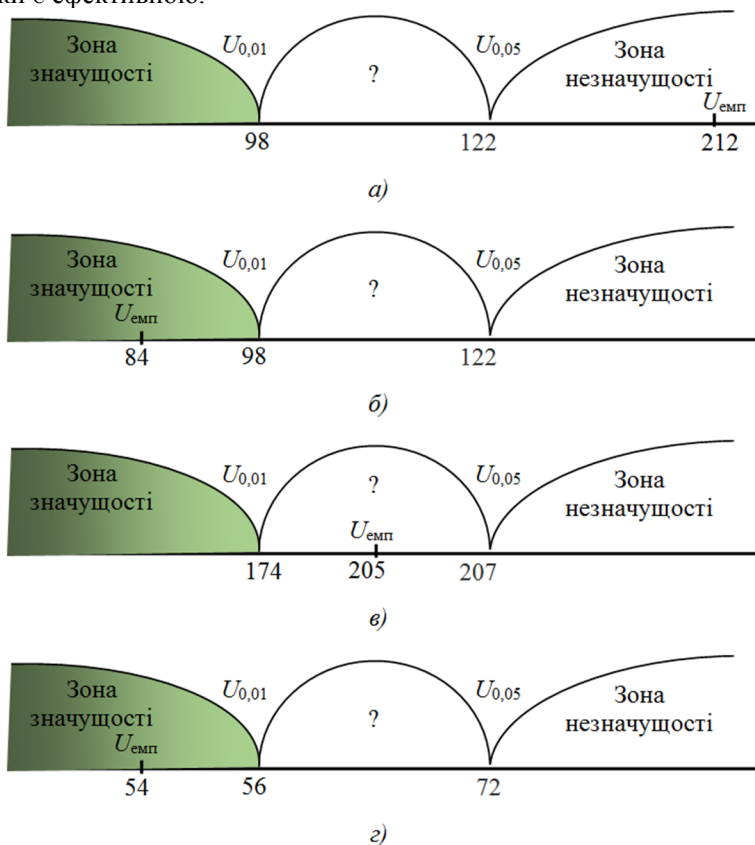 ки є ефективною.
Зона значущості U0,01 ? U0,05 Зона незначущості Uемп
98 122 212
а)
Зона значущості Uемп U0,01 ? U0,05 Зона незначущості
84 98 122
б)
Зона значущості U0,01 ? Uемп U0,05 Зона незначущості
174 205 207
в)
Зона значущості Uемп U0,01 ? U0,05 Зона незначущості
54 56 72
г)